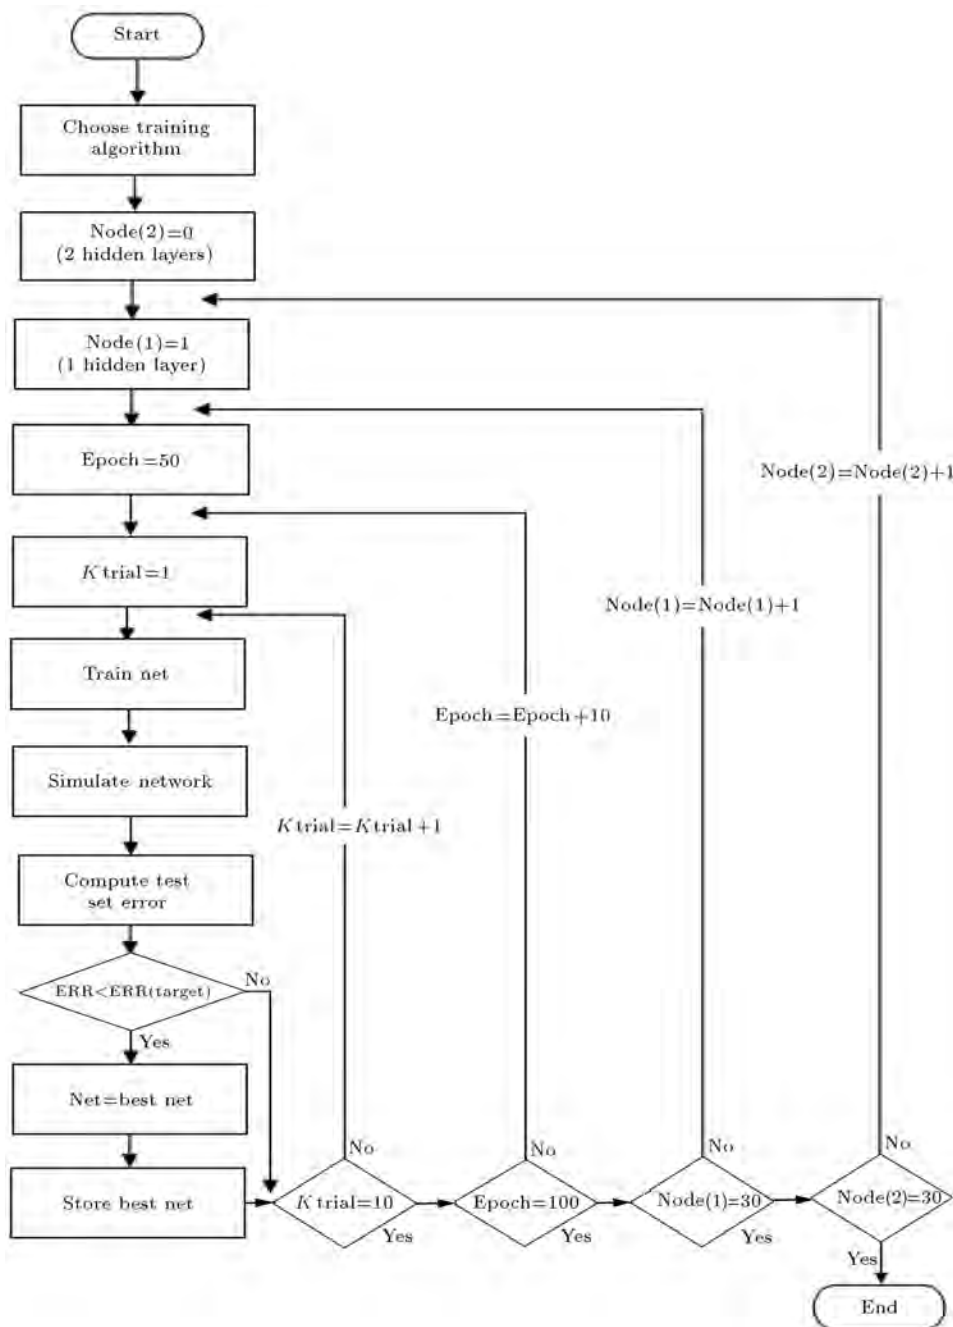 Start
Choose training
algorithm
Node(2)=0
(2 hidden layers)
Node(1)=1
(1 hidden layer)
Epoch=50
Node(2)=Node(2)+1
K trial=1
Node(1)=Node(1)+1
Train net
Epoch=Epoch+10
Simulate network
K trial=K trial+1
Compute test
set error
ERR<ERR(target)
No
Yes
Net=best net
Store best net
No
K trial=10
Yes
No
Epoch=100
Yes
No
Node(1)=30
Yes
No
Node(2)=30
Yes
End